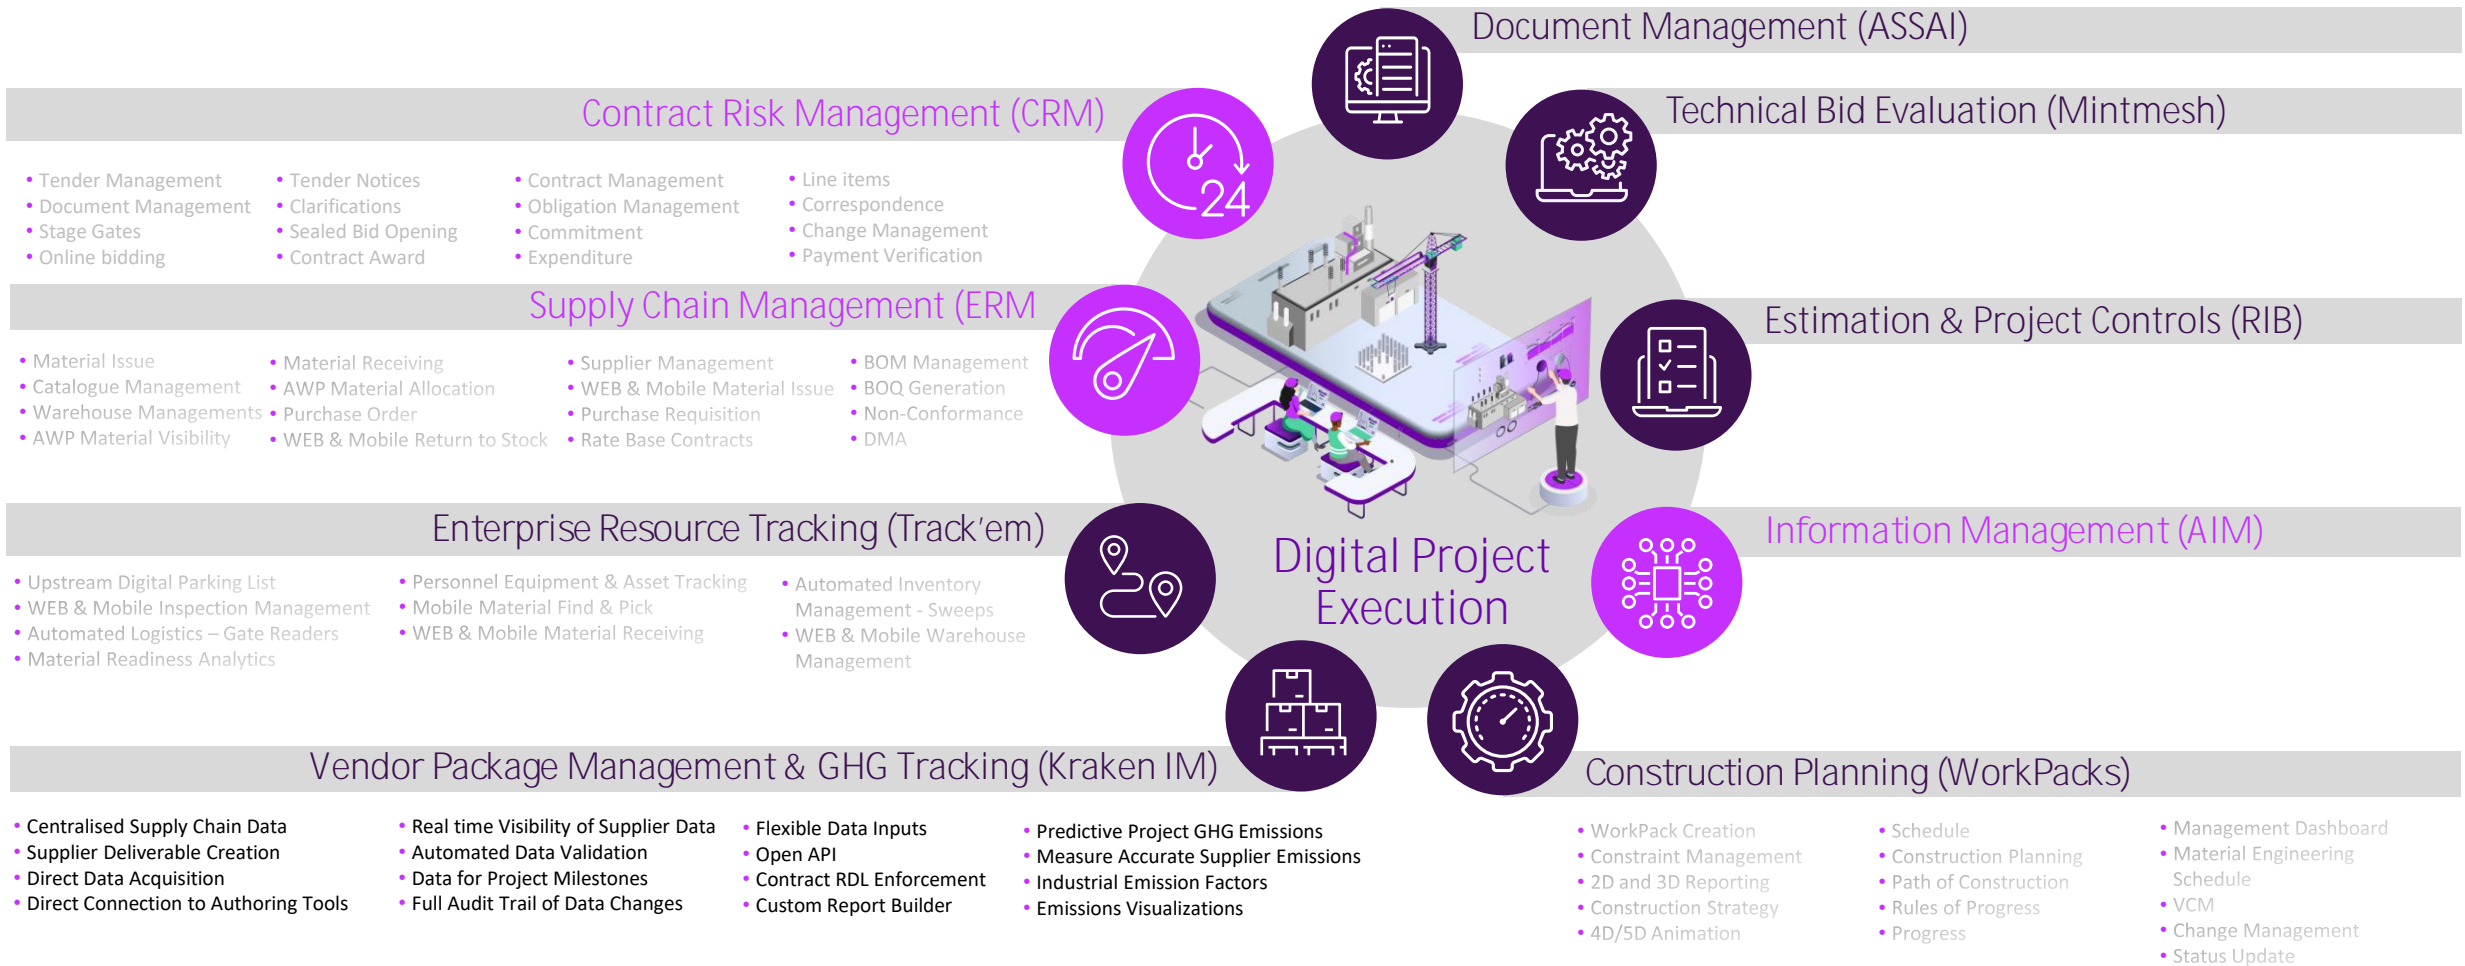 Document Management (ASSAI)
Contract Risk Management (CRM)
Technical Bid Evaluation (Mintmesh)
24
• Tender Management
• Document Management
• Stage Gates
• Online bidding
• Tender Notices
• Clarifications
• Sealed Bid Opening
• Contract Award
• Contract Management
• Obligation Management
• Commitment
• Expenditure
• Line items
• Correspondence
• Change Management
• Payment Verification
Supply Chain Management (ERM
Estimation & Project Controls (RIB)
• Material Issue
• Catalogue Management
• Warehouse Managements
• AWP Material Visibility
• Material Receiving
• AWP Material Allocation
• Purchase Order
• WEB & Mobile Return to Stock
• Supplier Management
• WEB & Mobile Material Issue
• Purchase Requisition
• Rate Base Contracts
• BOM Management
• BOQ Generation
• Non-Conformance
• DMA
Enterprise Resource Tracking (Track'em)
Information Management (AIM)
Digital Project
Execution
• Upstream Digital Parking List
• WEB & Mobile Inspection Management
• Automated Logistics – Gate Readers
• Material Readiness Analytics
• Personnel Equipment & Asset Tracking
• Mobile Material Find & Pick
• WEB & Mobile Material Receiving
• Automated Inventory
Management - Sweeps
• WEB & Mobile Warehouse
Management
Vendor Package Management & GHG Tracking (Kraken IM)
Construction Planning (WorkPacks)
• Centralised Supply Chain Data
• Supplier Deliverable Creation
• Direct Data Acquisition
• Direct Connection to Authoring Tools
• Real time Visibility of Supplier Data
• Automated Data Validation
• Data for Project Milestones
• Full Audit Trail of Data Changes
• Flexible Data Inputs
• Open API
• Contract RDL Enforcement
• Custom Report Builder
• Predictive Project GHG Emissions
• Measure Accurate Supplier Emissions
• Industrial Emission Factors
• Emissions Visualizations
• WorkPack Creation
• Constraint Management
• 2D and 3D Reporting
• Construction Strategy
• 4D/5D Animation
• Schedule
• Construction Planning
• Path of Construction
• Rules of Progress
• Progress
• Management Dashboard
• Material Engineering
Schedule
• VCM
• Change Management
• Status Update